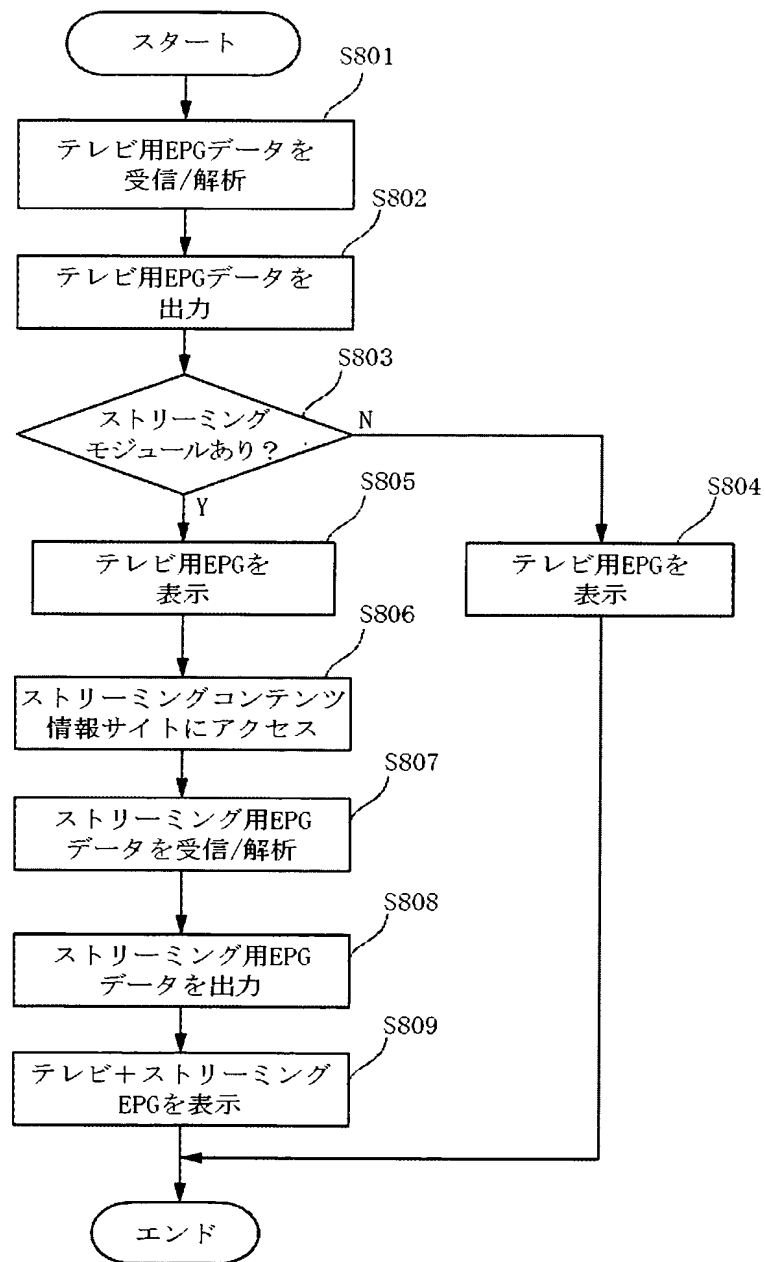 スタート
S801
テレビ用EPGデータを
受信/解析
S802
テレビ用EPGデータを
出力
S803
ストリーミング
モジュールあり？
N
Y
S805
テレビ用EPGを
表示
S804
テレビ用EPGを
表示
S806
ストリーミングコンテンツ
情報サイトにアクセス
S807
ストリーミング用EPG
データを受信/解析
S808
ストリーミング用EPG
データを出力
S809
テレビ＋ストリーミング
EPGを表示
エンド